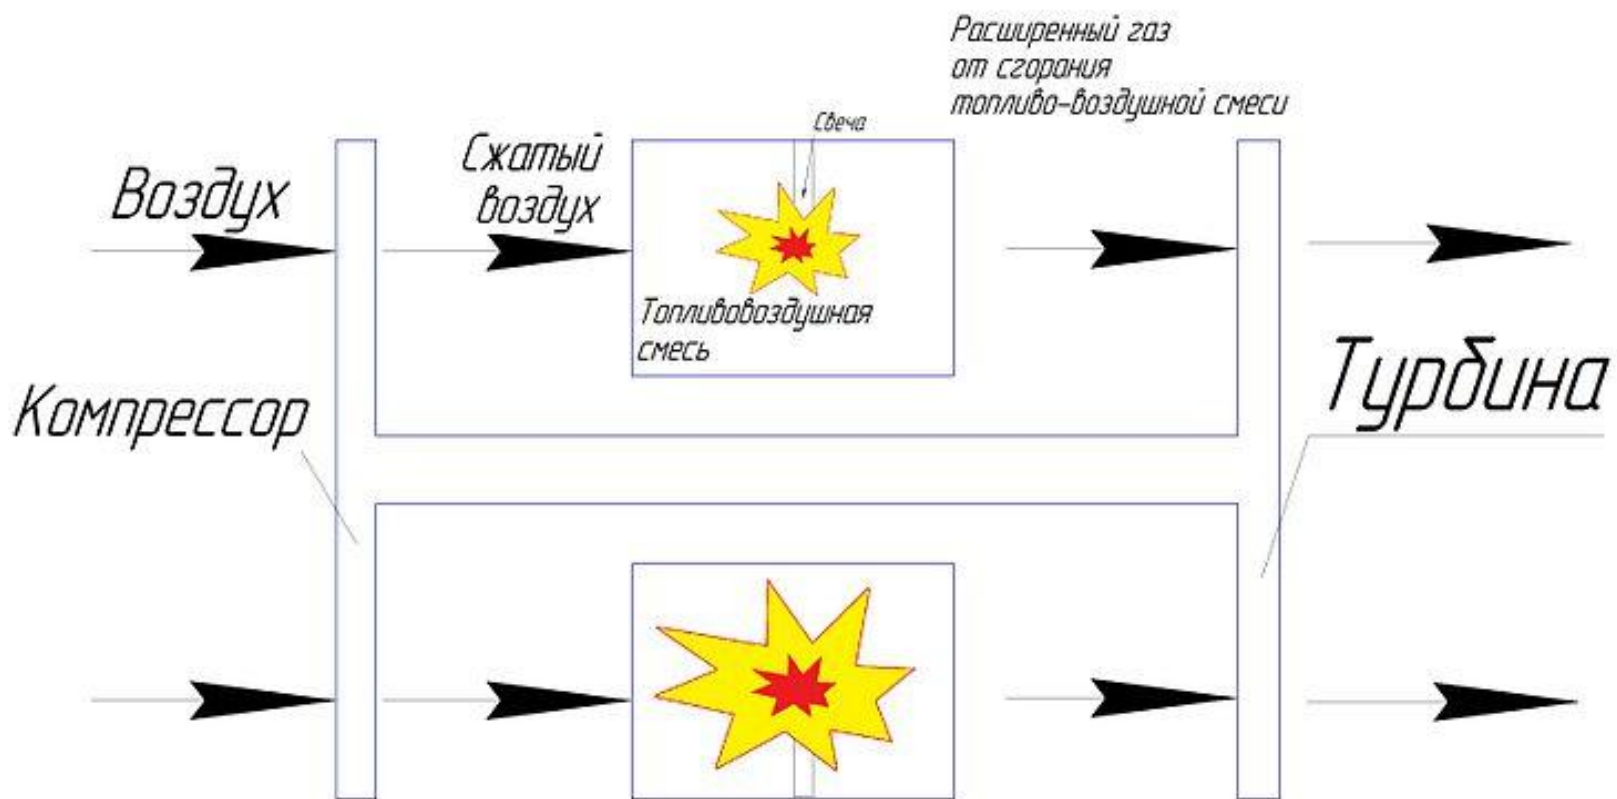 Расширенный газ
от сгорания
топливо-воздушной смеси
Свеча
Сжатый
воздух
Воздух
Топливовоздушная
смесь
Турбина
Компрессор